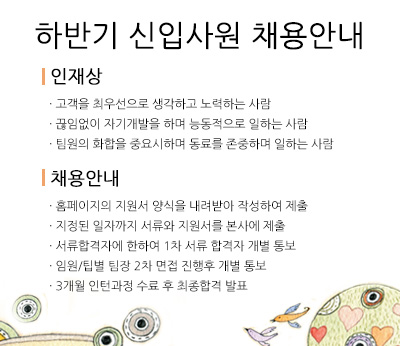 하반기 신입사원 채용안내
인재상
· 고객을 최우선으로 생각하고 노력하는 사람
· 끊임없이 자기개발을 하며 능동적으로 일하는 사람
· 팀원의 화합을 중요시하며 동료를 존중하며 일하는 사람
채용안내
· 홈페이지의 지원서 양식을 내려받아 작성하여 제출
· 지정된 일자까지 서류와 지원서를 본사에 제출
· 서류합격자에 한하여 1차 서류 합격자 개별 통보
· 임원/팁별 팀장 2차 면접 진행후 개별 통보
· 3개월 인턴과정 수료 후 최종합격 발표